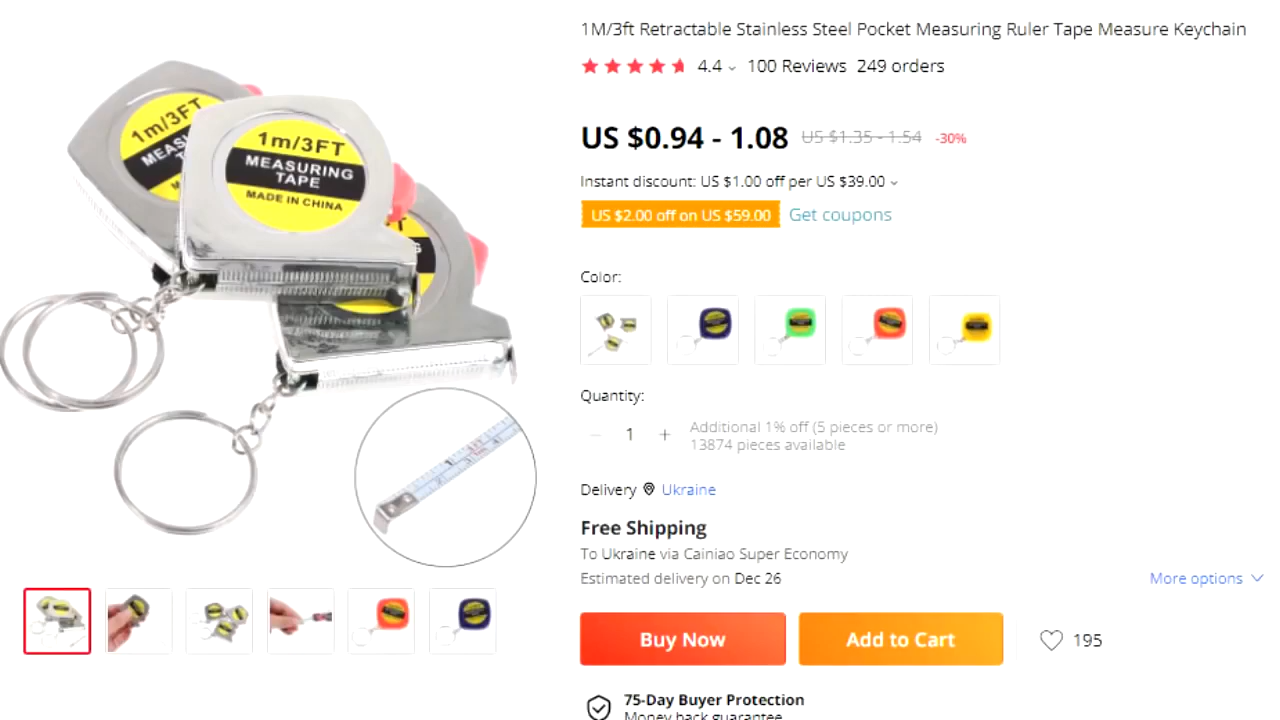 1M/3ft Retractable Stainless Steel Pocket Measuring Ruler Tape Measure Keychain
4.4 100 Reviews 249 orders
US $0.94 - 1.08 US $1.35 - 1.54 -30%
Instant discount: US $1.00 off per US $39.00
US $2.00 off on US $59.00 Get coupons
Color:
Quantity:
1
Additional 1% off (5 pieces or more)
13874 pieces available
Delivery Ukraine
Free Shipping
To Ukraine via Cainiao Super Economy
Estimated delivery on Dec 26
More options
Buy Now
Add to Cart
195
75-Day Buyer Protection
Money back guarantee
1m/3FT
1m/3FT
MEASURING
TAPE
MADE IN CHINA